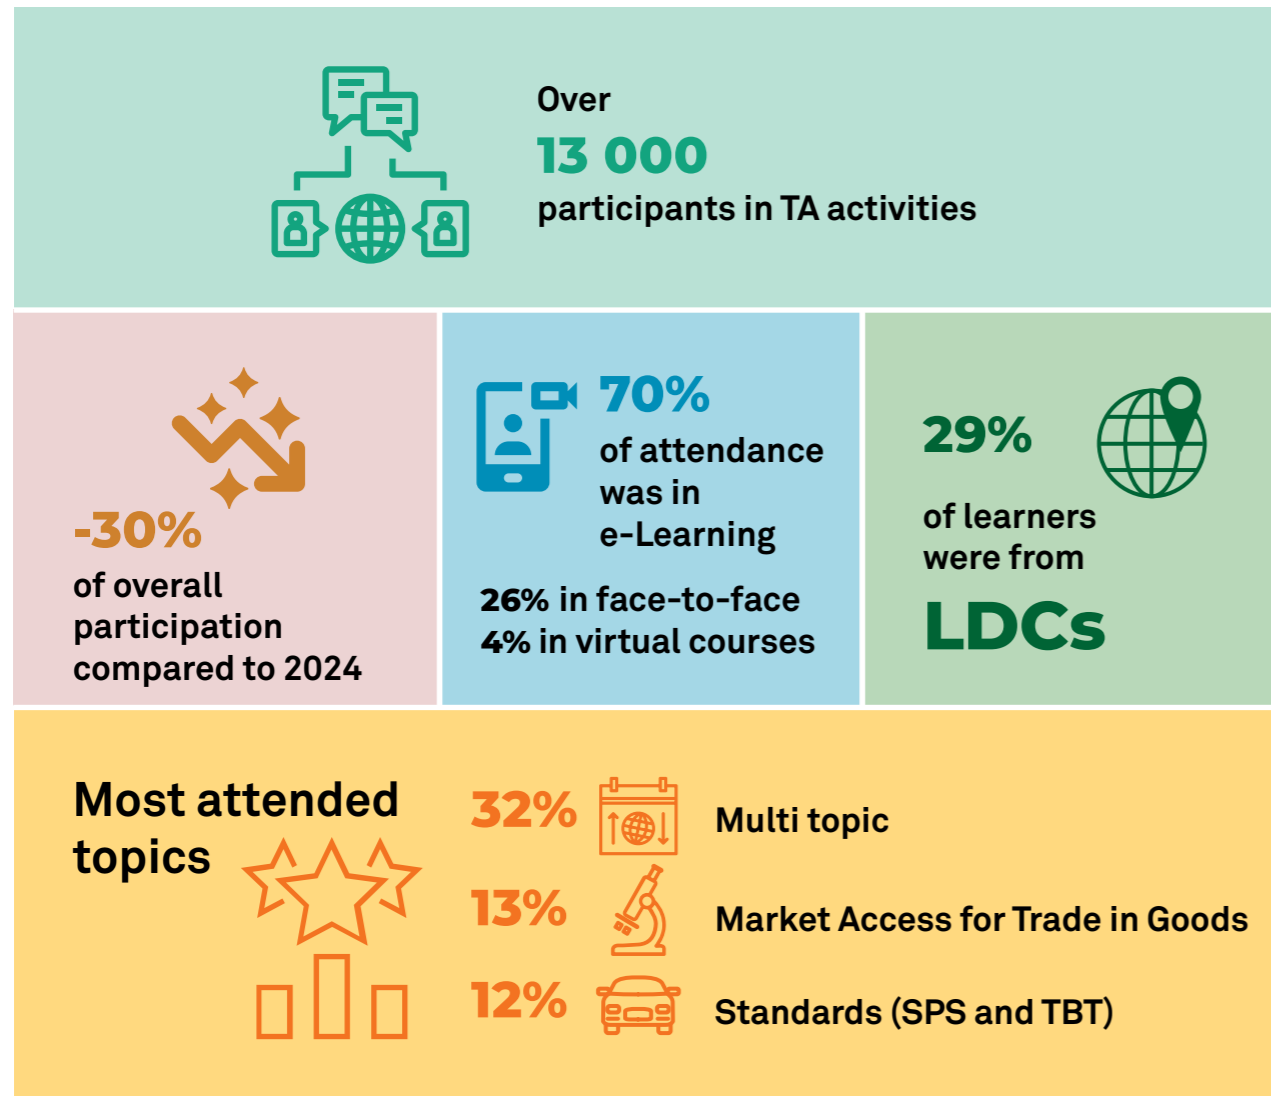 Over
13 000
participants in TA activities
-30%
of overall
participation
compared to 2024
70%
of attendance
was in
e-Learning
26% in face-to-face
4% in virtual courses
29%
of learners
were from
LDCs
Most attended
topics
32%
Multi topic
13%
Market Access for Trade in Goods
12%
Standards (SPS and TBT)